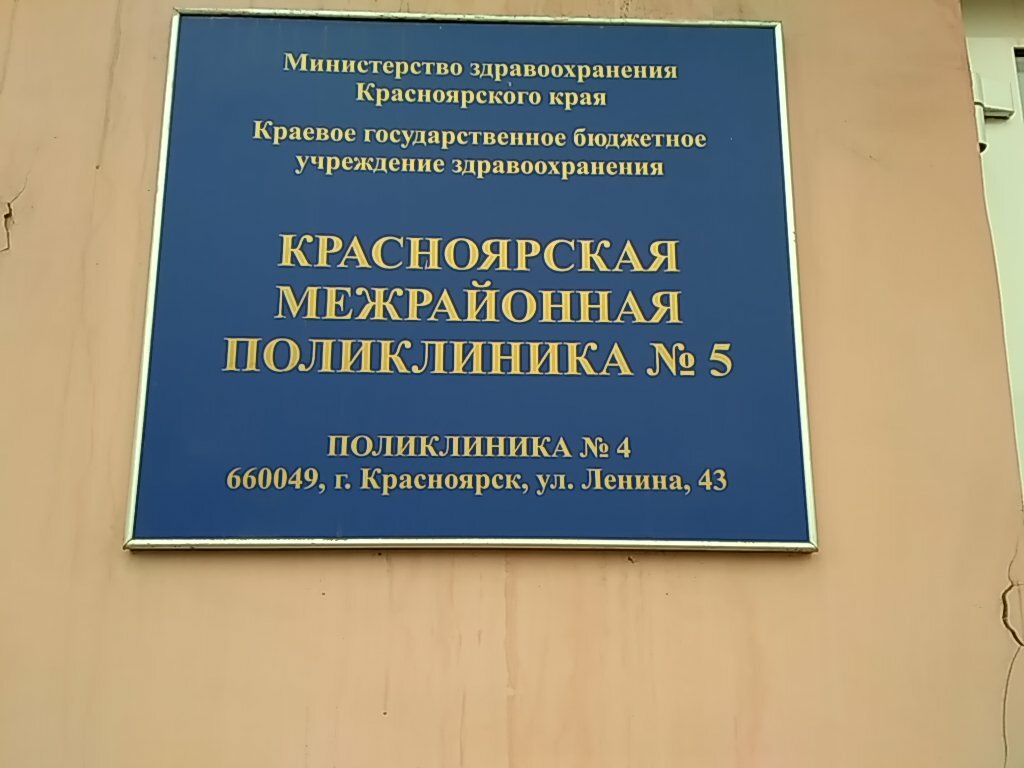 Министерство здравоохранения
Красноярского края
Краевое государственное бюджетное
учреждение здравоохранения
КРАСНОЯРСКАЯ
МЕЖРАЙОННАЯ
ПОЛИКЛИНИКА № 5
ПОЛИКЛИНИКА № 4
660049, г. Красноярск, ул. Ленина, 43